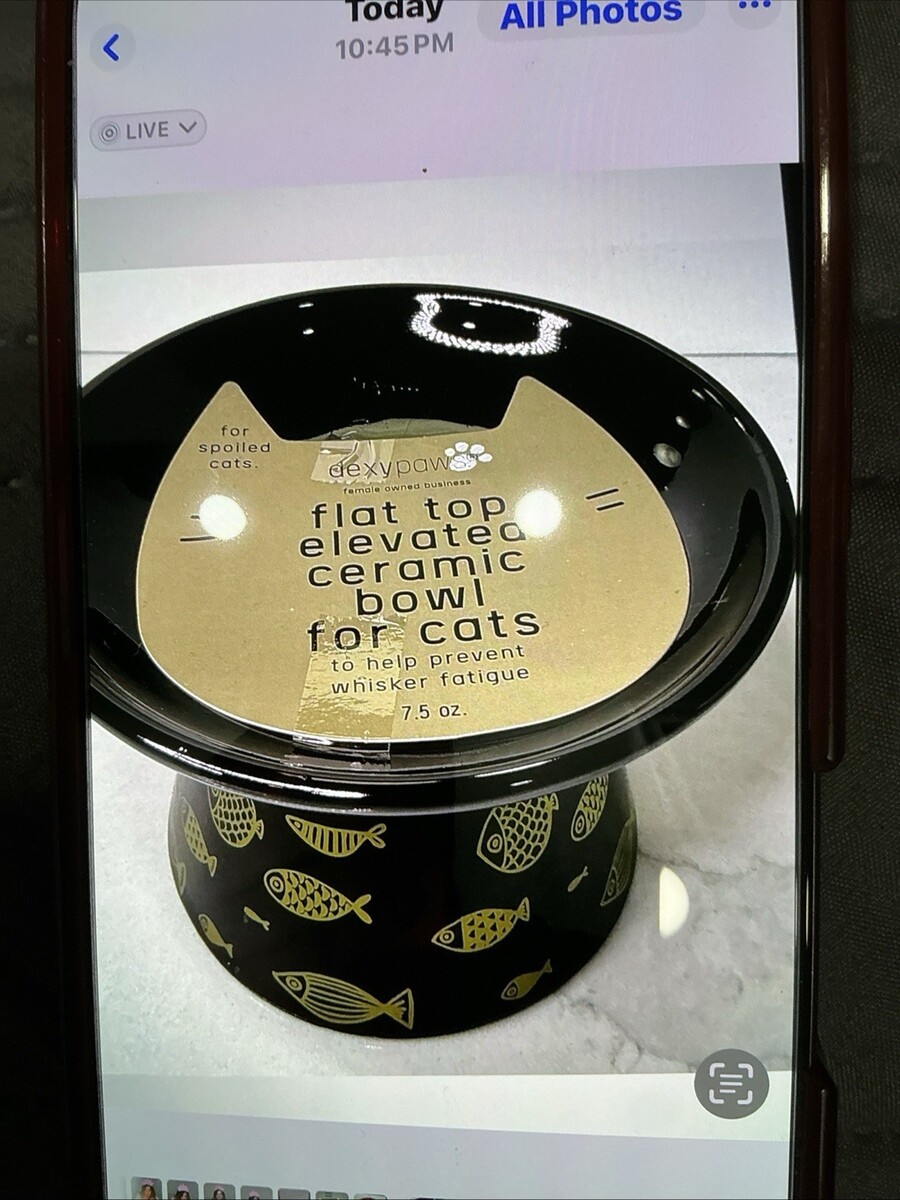 Today
All Photos
10:45 PM
LIVE
for
spoiled
cats.
dexypaws
female owned business
flat top
elevated
ceramic
bowl
for cats
to help prevent
whisker fatigue
7.5 oz.